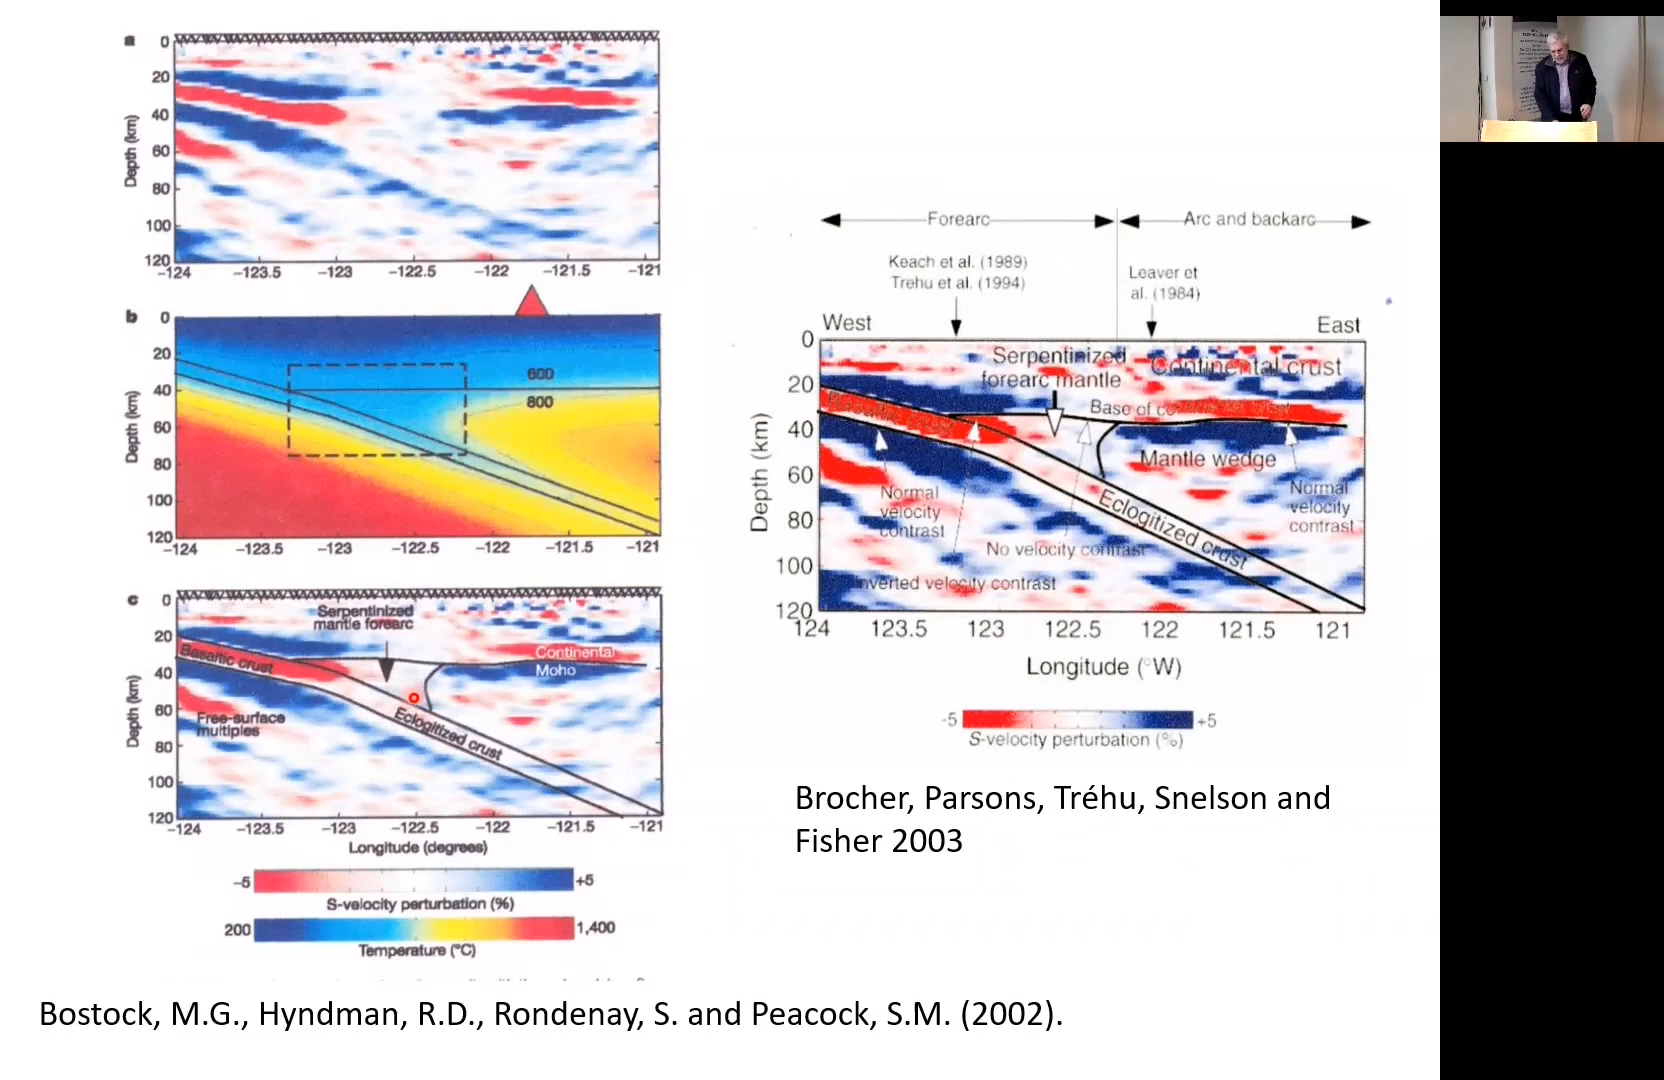 a
0
20
40
60
80
100
120
Depth (km)
−124 −123.5 −123 −122.5 −122 −121.5 −121
b
0
20
40
60
80
100
120
Depth (km)
600
800
−124 −123.5 −123 −122.5 −122 −121.5 −121
c
0
20
40
60
80
100
120
Depth (km)
Serpentinized
mantle forearc
Basaltic crust
Continental
Moho
Eclogitized crust
Free-surface
multiples
−124 −123.5 −123 −122.5 −122 −121.5 −121
Longitude (degrees)
−5 +5
S-velocity perturbation (%)
200 1,400
Temperature (°C)
Forearc Arc and backarc
Keach et al. (1989)
Trehu et al. (1994)
Leaver et
al. (1984)
West East
0
20
40
60
80
100
120
Depth (km)
Serpentinized
forearc mantle
Continental crust
Base of
Mantle wedge
Normal
velocity
contrast
Normal
velocity
contrast
Eclogitized crust
No velocity contrast
Inverted velocity contrast
124 123.5 123 122.5 122 121.5 121
Longitude (°W)
-5 +5
S-velocity perturbation (%)
Brocher, Parsons, Tréhu, Snelson and
Fisher 2003
Bostock, M.G., Hyndman, R.D., Rondenay, S. and Peacock, S.M. (2002).